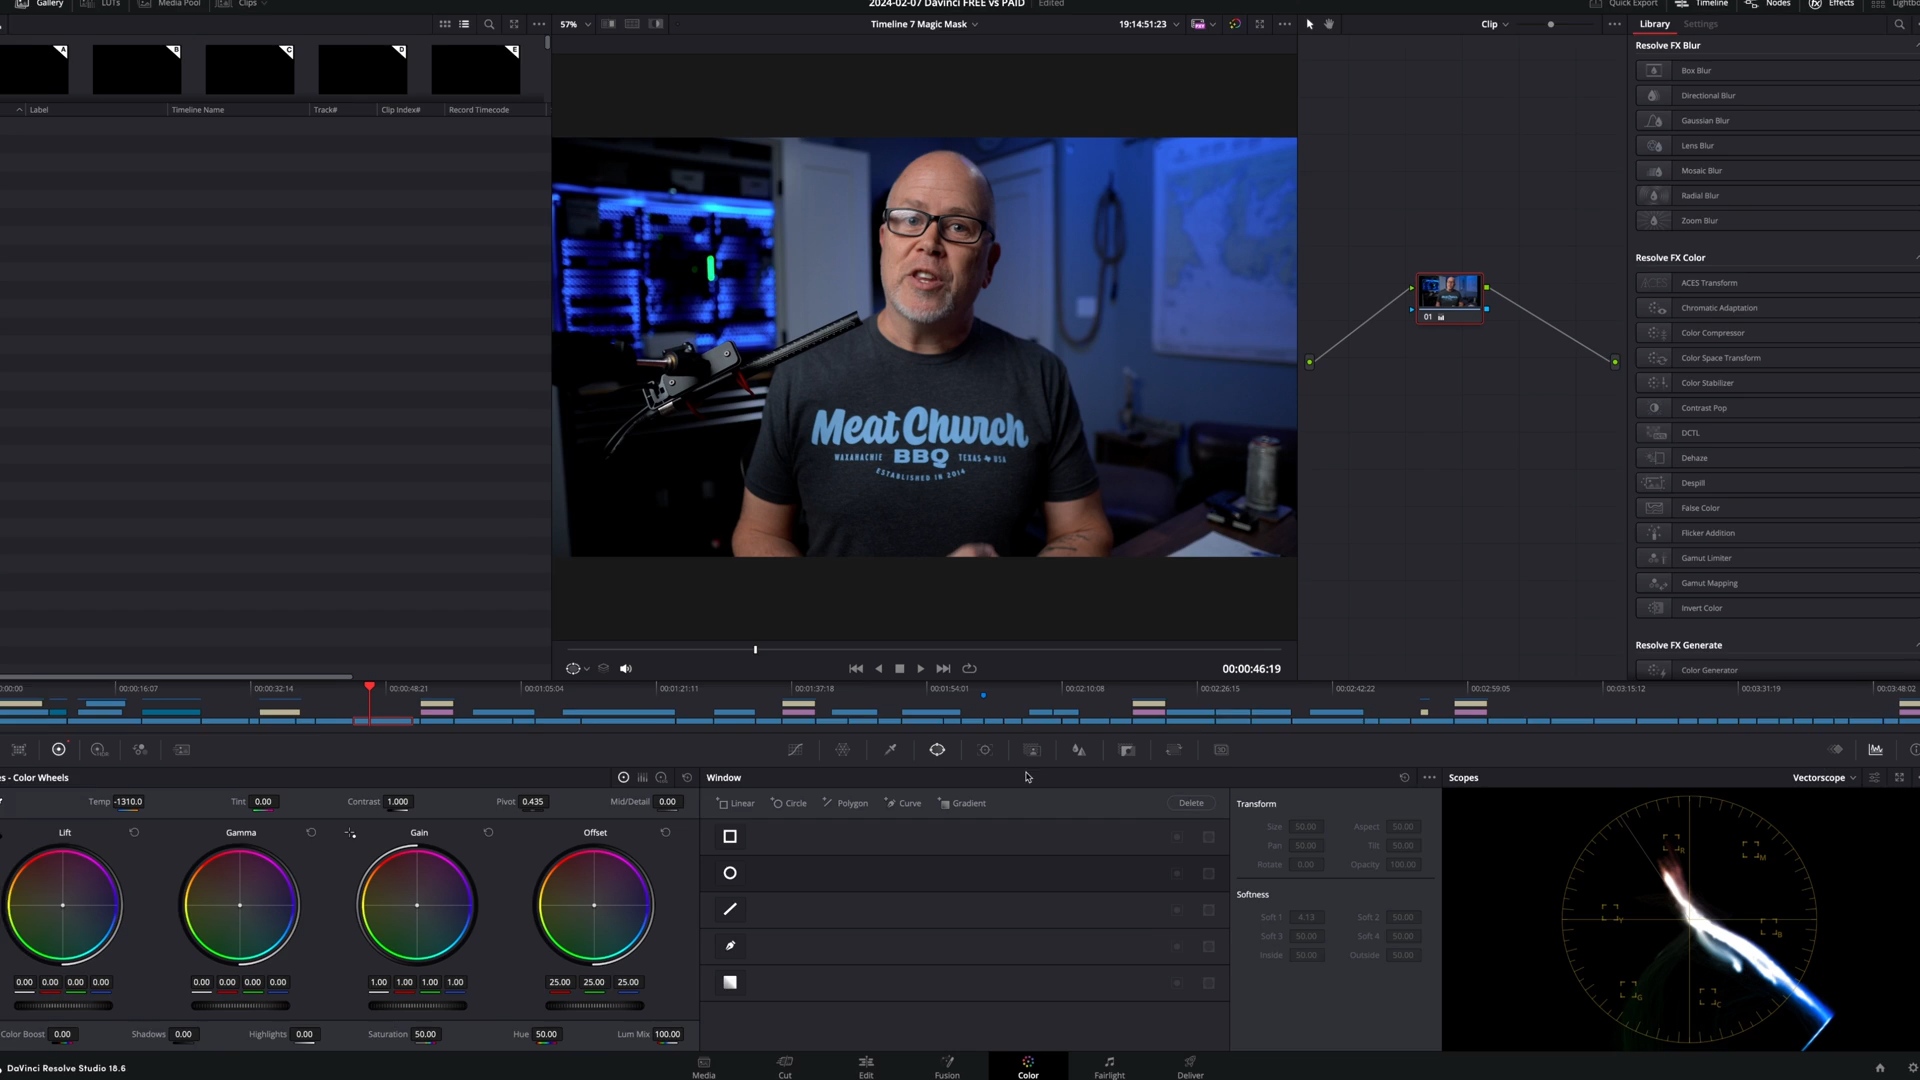 Gallery LUTs Media Pool Clips
2024-02-07 Davinci FREE vs PAID Edited
Quick Export Timeline Nodes Effects
57% Timeline 7 Magic Mask 19:14:51:23
Clip
Library Settings
A B C D E
Label Timeline Name Track# Clip Index# Record Timecode
Resolve FX Blur
Box Blur
Directional Blur
Gaussian Blur
Lens Blur
Mosaic Blur
Radial Blur
Zoom Blur
Resolve FX Color
ACES Transform
Chromatic Adaptation
Color Compressor
Color Space Transform
Color Stabilizer
Contrast Pop
DCTL
Dehaze
Despill
False Color
Flicker Addition
Gamut Limiter
Gamut Mapping
Invert Color
Resolve FX Generate
Color Generator
01
Meat Church
WAXAHACHIE BBQ TEXAS USA
ESTABLISHED IN 2014
00:00:46:19
00:00 00:00:16:07 00:00:32:14 00:00:48:21 00:01:05:04 00:01:21:11 00:01:37:18 00:01:54:01 00:02:10:08 00:02:26:15 00:02:42:22 00:02:59:05 00:03:15:12 00:03:31:19 00:03:48:02
s - Color Wheels
Temp -1310.0 Tint 0.00 Contrast 1.000 Pivot 0.435 Mid/Detail 0.00
Lift Gamma Gain Offset
0.00 0.00 0.00 0.00 0.00 0.00 0.00 0.00 1.00 1.00 1.00 1.00 25.00 25.00 25.00
Color Boost 0.00 Shadows 0.00 Highlights 0.00 Saturation 50.00 Hue 50.00 Lum Mix 100.00
Window
Linear Circle Polygon Curve Gradient Delete
Transform
Size 50.00 Aspect 50.00
Pan 50.00 Tilt 50.00
Rotate 0.00 Opacity 100.00
Softness
Soft 1 4.13 Soft 2 50.00
Soft 3 50.00 Soft 4 50.00
Inside 50.00 Outside 50.00
Scopes Vectorscope
R M B C G Y
DaVinci Resolve Studio 18.6
Media Cut Edit Fusion Color Fairlight Deliver